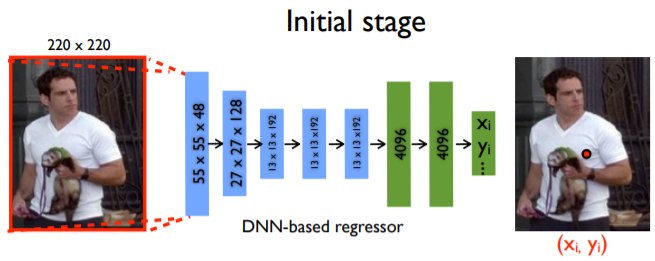 Initial stage
220 x 220
55 x 55 x 48
27 x 27 x 128
13 x 13 x 192
13 x 13 x192
13 x 13 x 192
4096
4096
xi
yi
⋮
DNN-based regressor
(xi, yi)